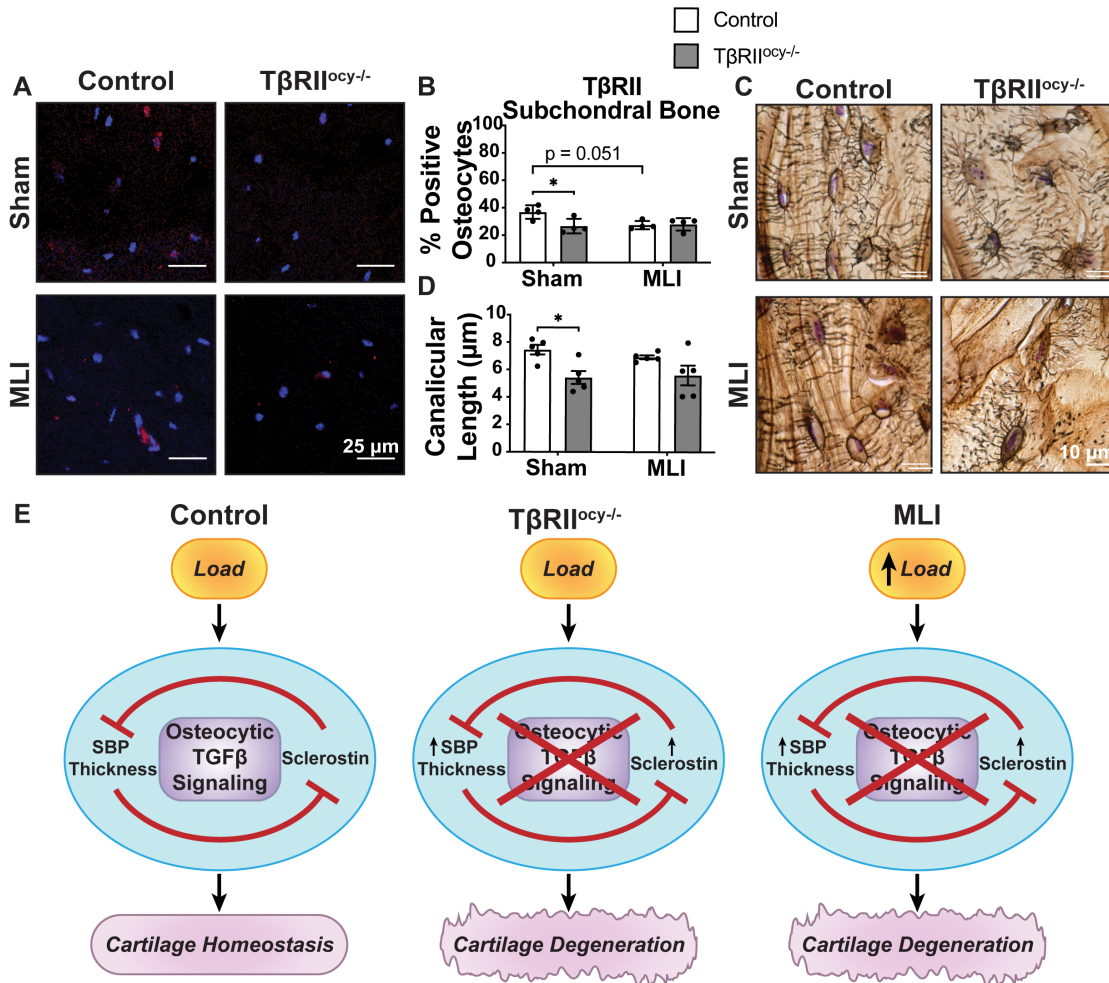 Control
TβRII^ocy-/-
A
Control
TβRII^ocy-/-
Sham
MLI
25 µm
B
TβRII
Subchondral Bone
% Positive
Osteocytes
100
80
60
40
20
0
p = 0.051
*
Sham
MLI
C
Control
TβRII^ocy-/-
Sham
MLI
10 µm
D
Canalicular
Length (µm)
10
8
6
4
2
0
*
Sham
MLI
E
Control
Load
SBP
Thickness
Osteocytic
TGFβ
Signaling
Sclerostin
Cartilage Homeostasis
TβRII^ocy-/-
Load
↑ SBP
Thickness
Osteocytic
TGFβ
Signaling
↑
Sclerostin
Cartilage Degeneration
MLI
↑ Load
↑ SBP
Thickness
Osteocytic
TGFβ
Signaling
↑
Sclerostin
Cartilage Degeneration